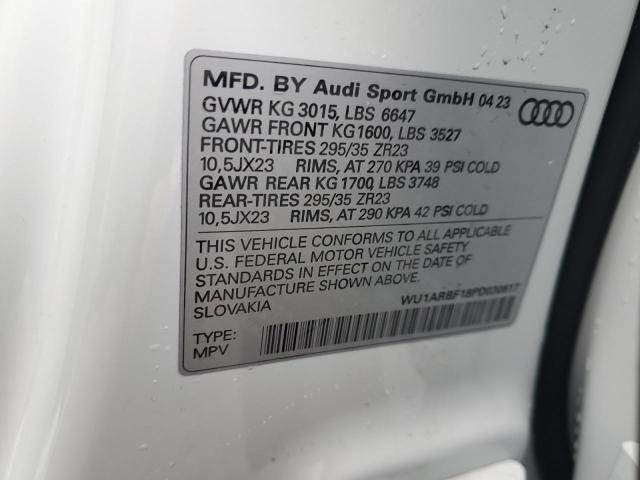 MFD. BY Audi Sport GmbH 04 23
GVWR KG 3015, LBS 6647
GAWR FRONT KG1600, LBS 3527
FRONT-TIRES 295/35 ZR23
10,5JX23 RIMS, AT 270 KPA 39 PSI COLD
GAWR REAR KG 1700, LBS 3748
REAR-TIRES 295/35 ZR23
10,5JX23 RIMS, AT 290 KPA 42 PSI COLD
THIS VEHICLE CONFORMS TO ALL APPLICABLE
U.S. FEDERAL MOTOR VEHICLE SAFETY
STANDARDS IN EFFECT ON THE DATE OF
MANUFACTURE SHOWN ABOVE.
SLOVAKIA
WU1ARBF18PD030617
TYPE:
MPV